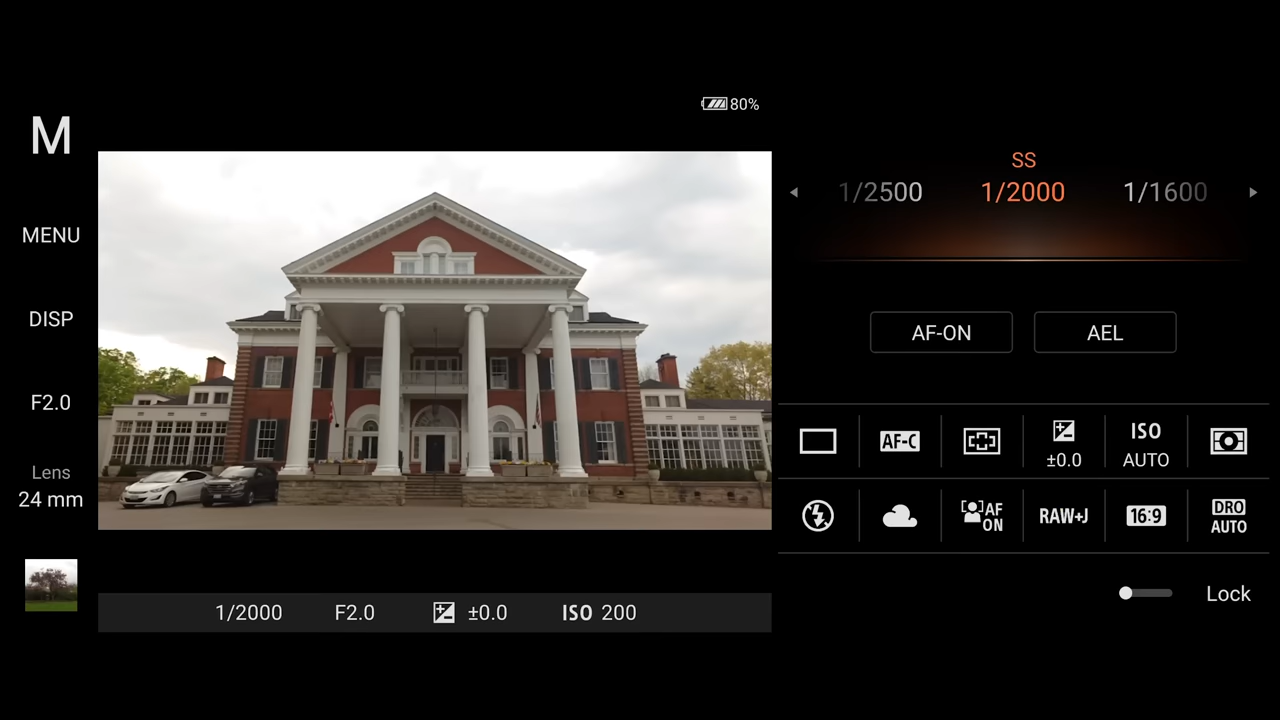 80%
M
MENU
DISP
F2.0
Lens
24 mm
SS
1/2500 1/2000 1/1600
AF-ON AEL
AF-C ±0.0 ISO AUTO
AF ON RAW+J 16:9 DRO AUTO
1/2000 F2.0 ±0.0 ISO 200
Lock